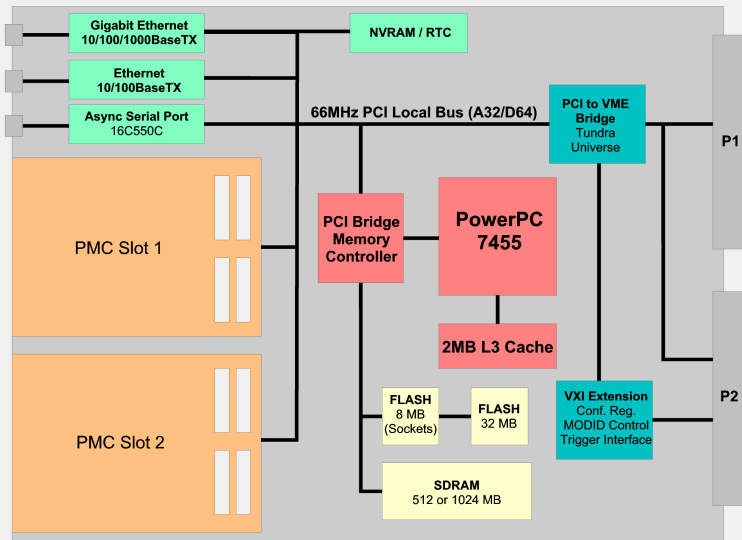 Gigabit Ethernet
10/100/1000BaseTX
NVRAM / RTC
Ethernet
10/100BaseTX
Async Serial Port
16C550C
66MHz PCI Local Bus (A32/D64)
PCI to VME
Bridge
Tundra
Universe
P1
PMC Slot 1
PCI Bridge
Memory
Controller
PowerPC
7455
2MB L3 Cache
PMC Slot 2
FLASH
8 MB
(Sockets)
FLASH
32 MB
VXI Extension
Conf. Reg.
MODID Control
Trigger Interface
P2
SDRAM
512 or 1024 MB